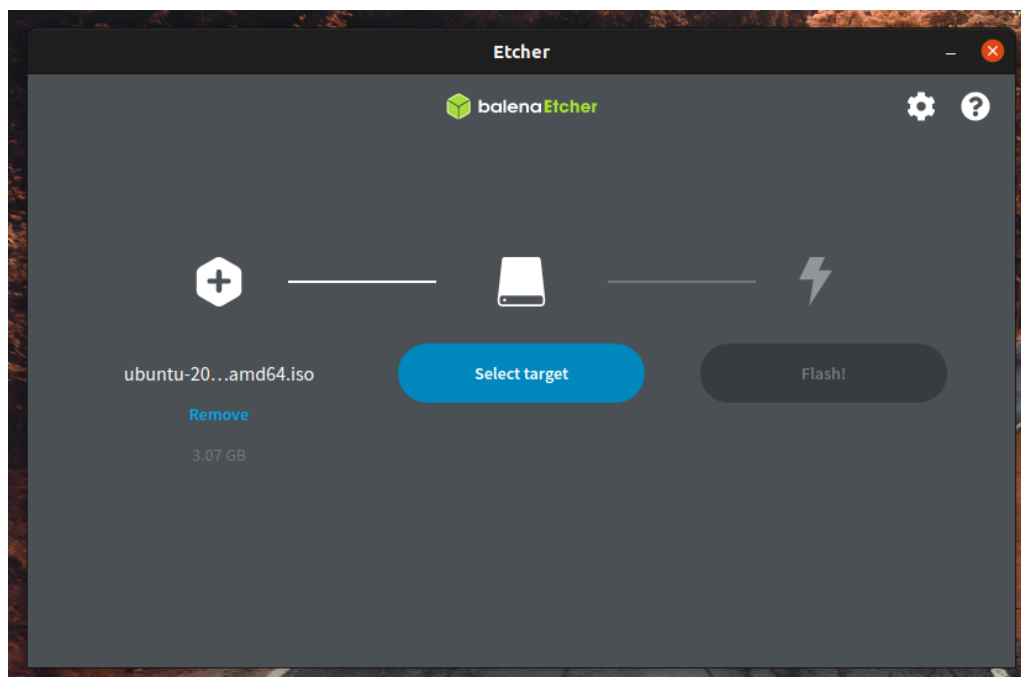 Etcher
balenaEtcher
ubuntu-20...amd64.iso
Select target
Flash!
Remove
3.07 GB